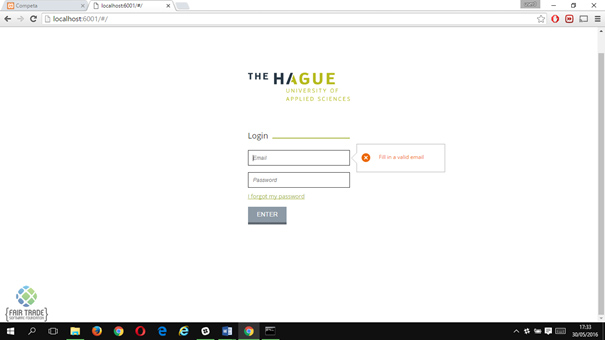 Compete
localhost:6001/#/
localhost:6001/#/
THE HAGUE
UNIVERSITY
OF
APPLIED SCIENCES
Login
Email
Fill in a valid email
Password
I forgot my password
ENTER
FAIR TRADE
SOFTWARE FOUNDATION
17:33
30/05/2016